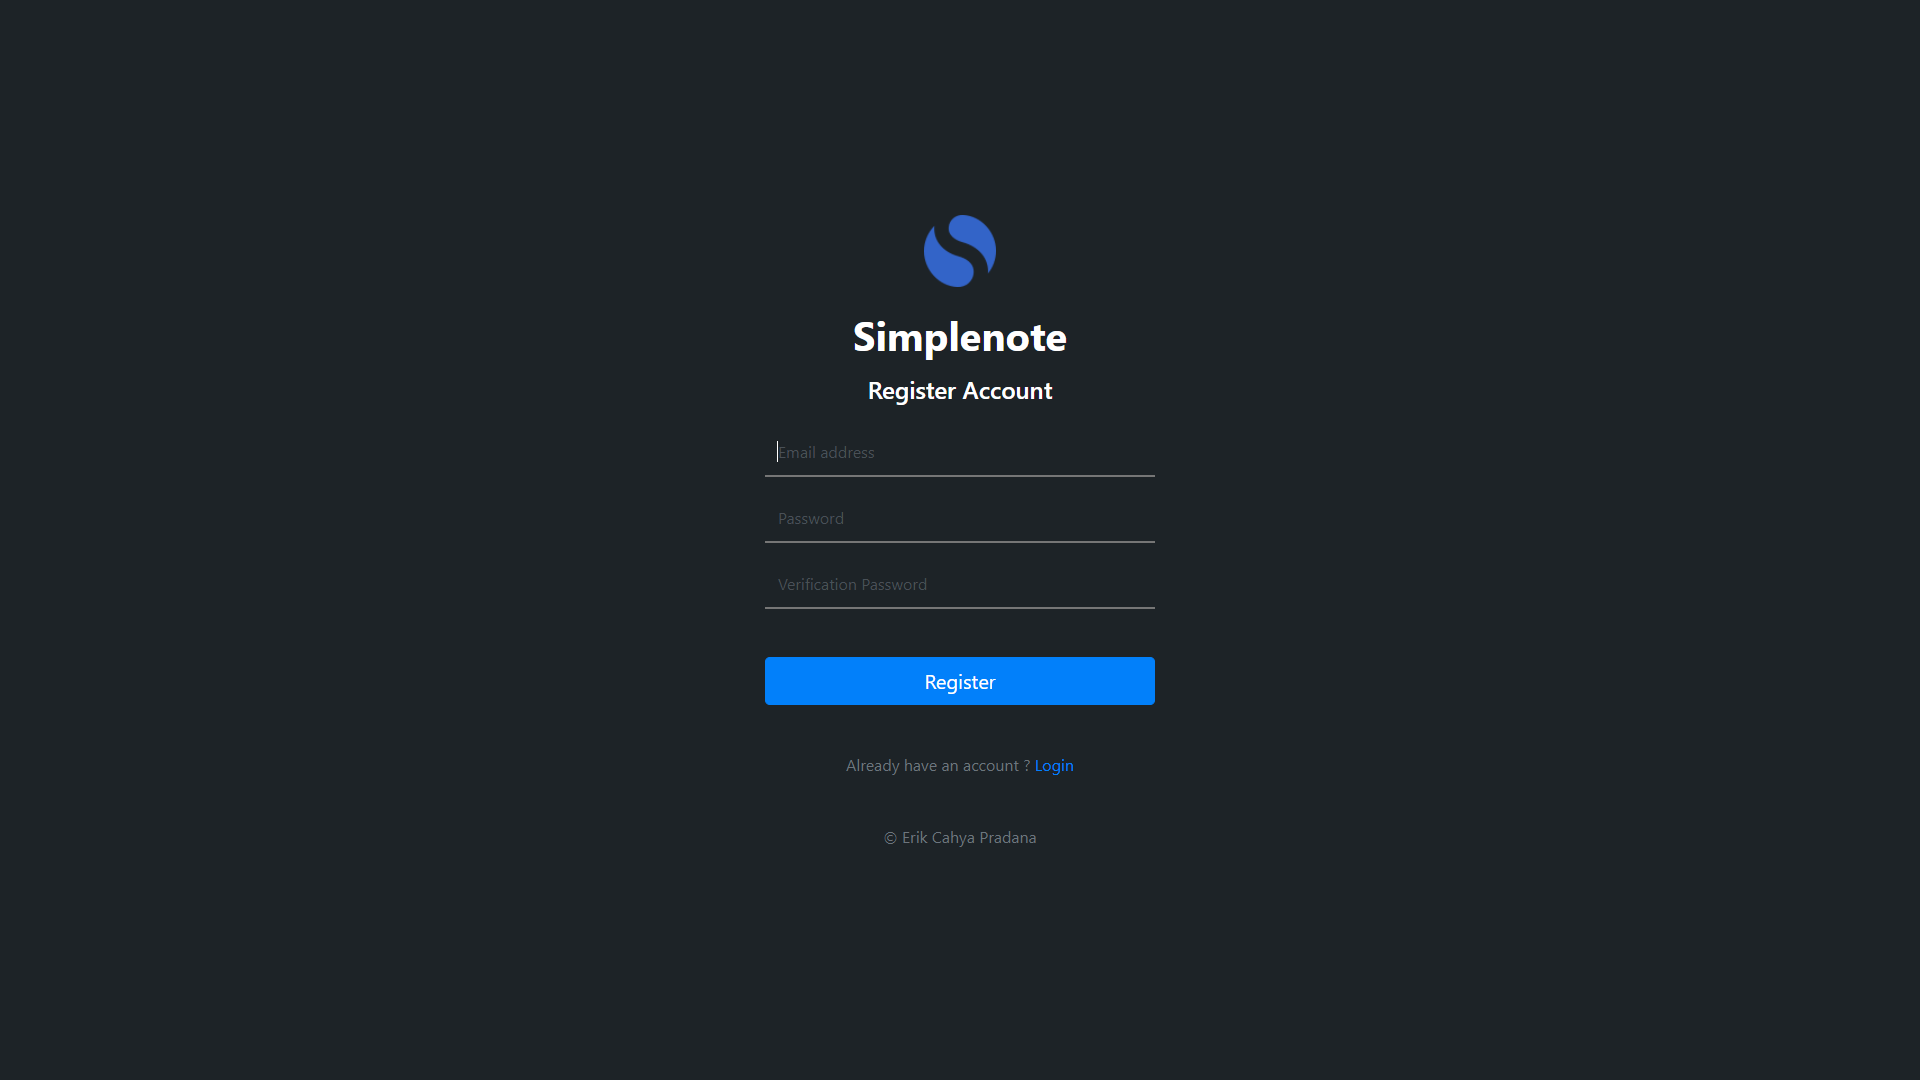 Simplenote
Register Account
Email address
Password
Verification Password
Register
Already have an account ? Login
© Erik Cahya Pradana